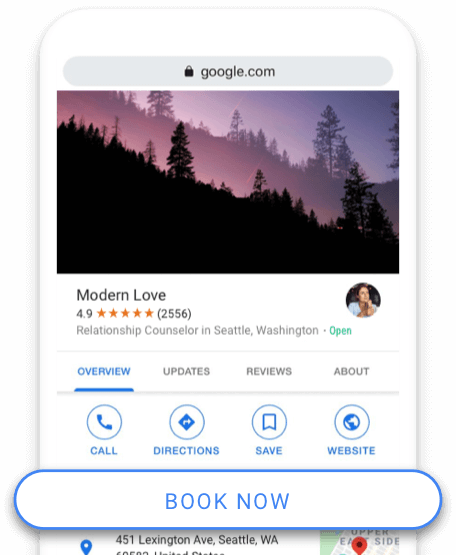 google.com
Modern Love
4.9 ★★★★★ (2556)
Relationship Counselor in Seattle, Washington · Open
OVERVIEW UPDATES REVIEWS ABOUT
CALL DIRECTIONS SAVE WEBSITE
BOOK NOW
451 Lexington Ave, Seattle, WA
United States
UPPER
EAST SIDE